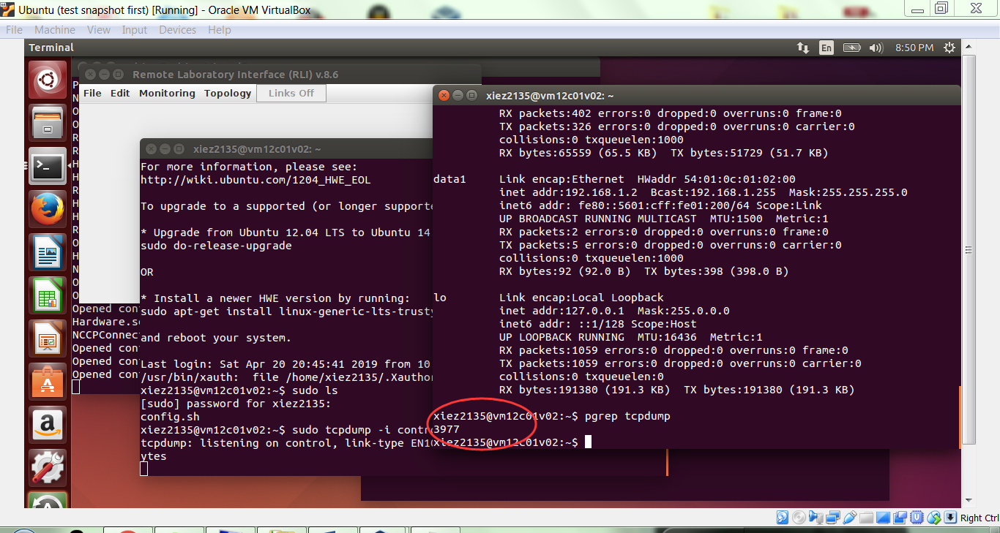 Ubuntu (test snapshot first) [Running] - Oracle VM VirtualBox
File Machine View Input Devices Help
Terminal
En
8:50 PM
Remote Laboratory Interface (RLI) v.8.6
File Edit Monitoring Topology Links Off
Opened
Hardware.
NCCPConnec
Opened
Opened
Opened
xiez2135@vm12c01v02: ~
For more information, please see:
http://wiki.ubuntu.com/1204_HWE_EOL
To upgrade to a supported (or longer
* Upgrade from Ubuntu 12.04 LTS to Ubuntu 14
sudo do-release-upgrade
OR
* Install a newer HWE version by running:
sudo apt-get install linux-generic-lts-trusty
and reboot your system.
Last login: Sat Apr 20 20:45:41 2019 from 10
/usr/bin/xauth:  file /home/xiez2135/.Xauthor
xiez2135@vm12c01v02:~$ sudo ls
[sudo] password for xiez2135:
config.sh
xiez2135@vm12c01v02:~$ sudo tcpdump -i
tcpdump: listening on control, link-type
ytes
xiez2135@vm12c01v02: ~
RX packets:402 errors:0 dropped:0 overruns:0 frame:0
TX packets:326 errors:0 dropped:0 overruns:0 carrier:0
collisions:0 txqueuelen:1000
RX bytes:65559 (65.5 KB)  TX bytes:51729 (51.7 KB)
data1     Link encap:Ethernet  HWaddr 54:01:0c:01:02:00
inet addr:192.168.1.2  Bcast:192.168.1.255  Mask:255.255.255.0
inet6 addr: fe80::5601:cff:fe01:200/64 Scope:Link
UP BROADCAST RUNNING MULTICAST  MTU:1500  Metric:1
RX packets:2 errors:0 dropped:0 overruns:0 frame:0
TX packets:5 errors:0 dropped:0 overruns:0 carrier:0
collisions:0 txqueuelen:1000
RX bytes:92 (92.0 B)  TX bytes:398 (398.0 B)
lo        Link encap:Local Loopback
inet addr:127.0.0.1  Mask:255.0.0.0
inet6 addr: ::1/128 Scope:Host
UP LOOPBACK RUNNING  MTU:16436  Metric:1
RX packets:1059 errors:0 dropped:0 overruns:0 frame:0
TX packets:1059 errors:0 dropped:0 overruns:0 carrier:0
collisions:0 txqueuelen:0
RX bytes:191380 (191.3 KB)  TX bytes:191380 (191.3 KB)
xiez2135@vm12c01v02:~$ pgrep tcpdump
3977
xiez2135@vm12c01v02:~$
Right Ctrl